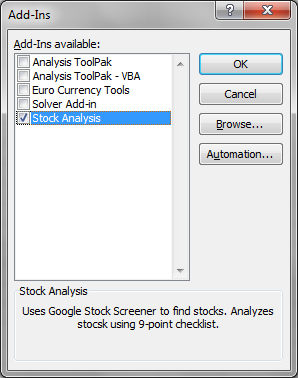 Add-Ins
Add-Ins available:
Analysis ToolPak
Analysis ToolPak - VBA
Euro Currency Tools
Solver Add-in
Stock Analysis
OK
Cancel
Browse...
Automation...
Stock Analysis
Uses Google Stock Screener to find stocks. Analyzes
stocsk using 9-point checklist.